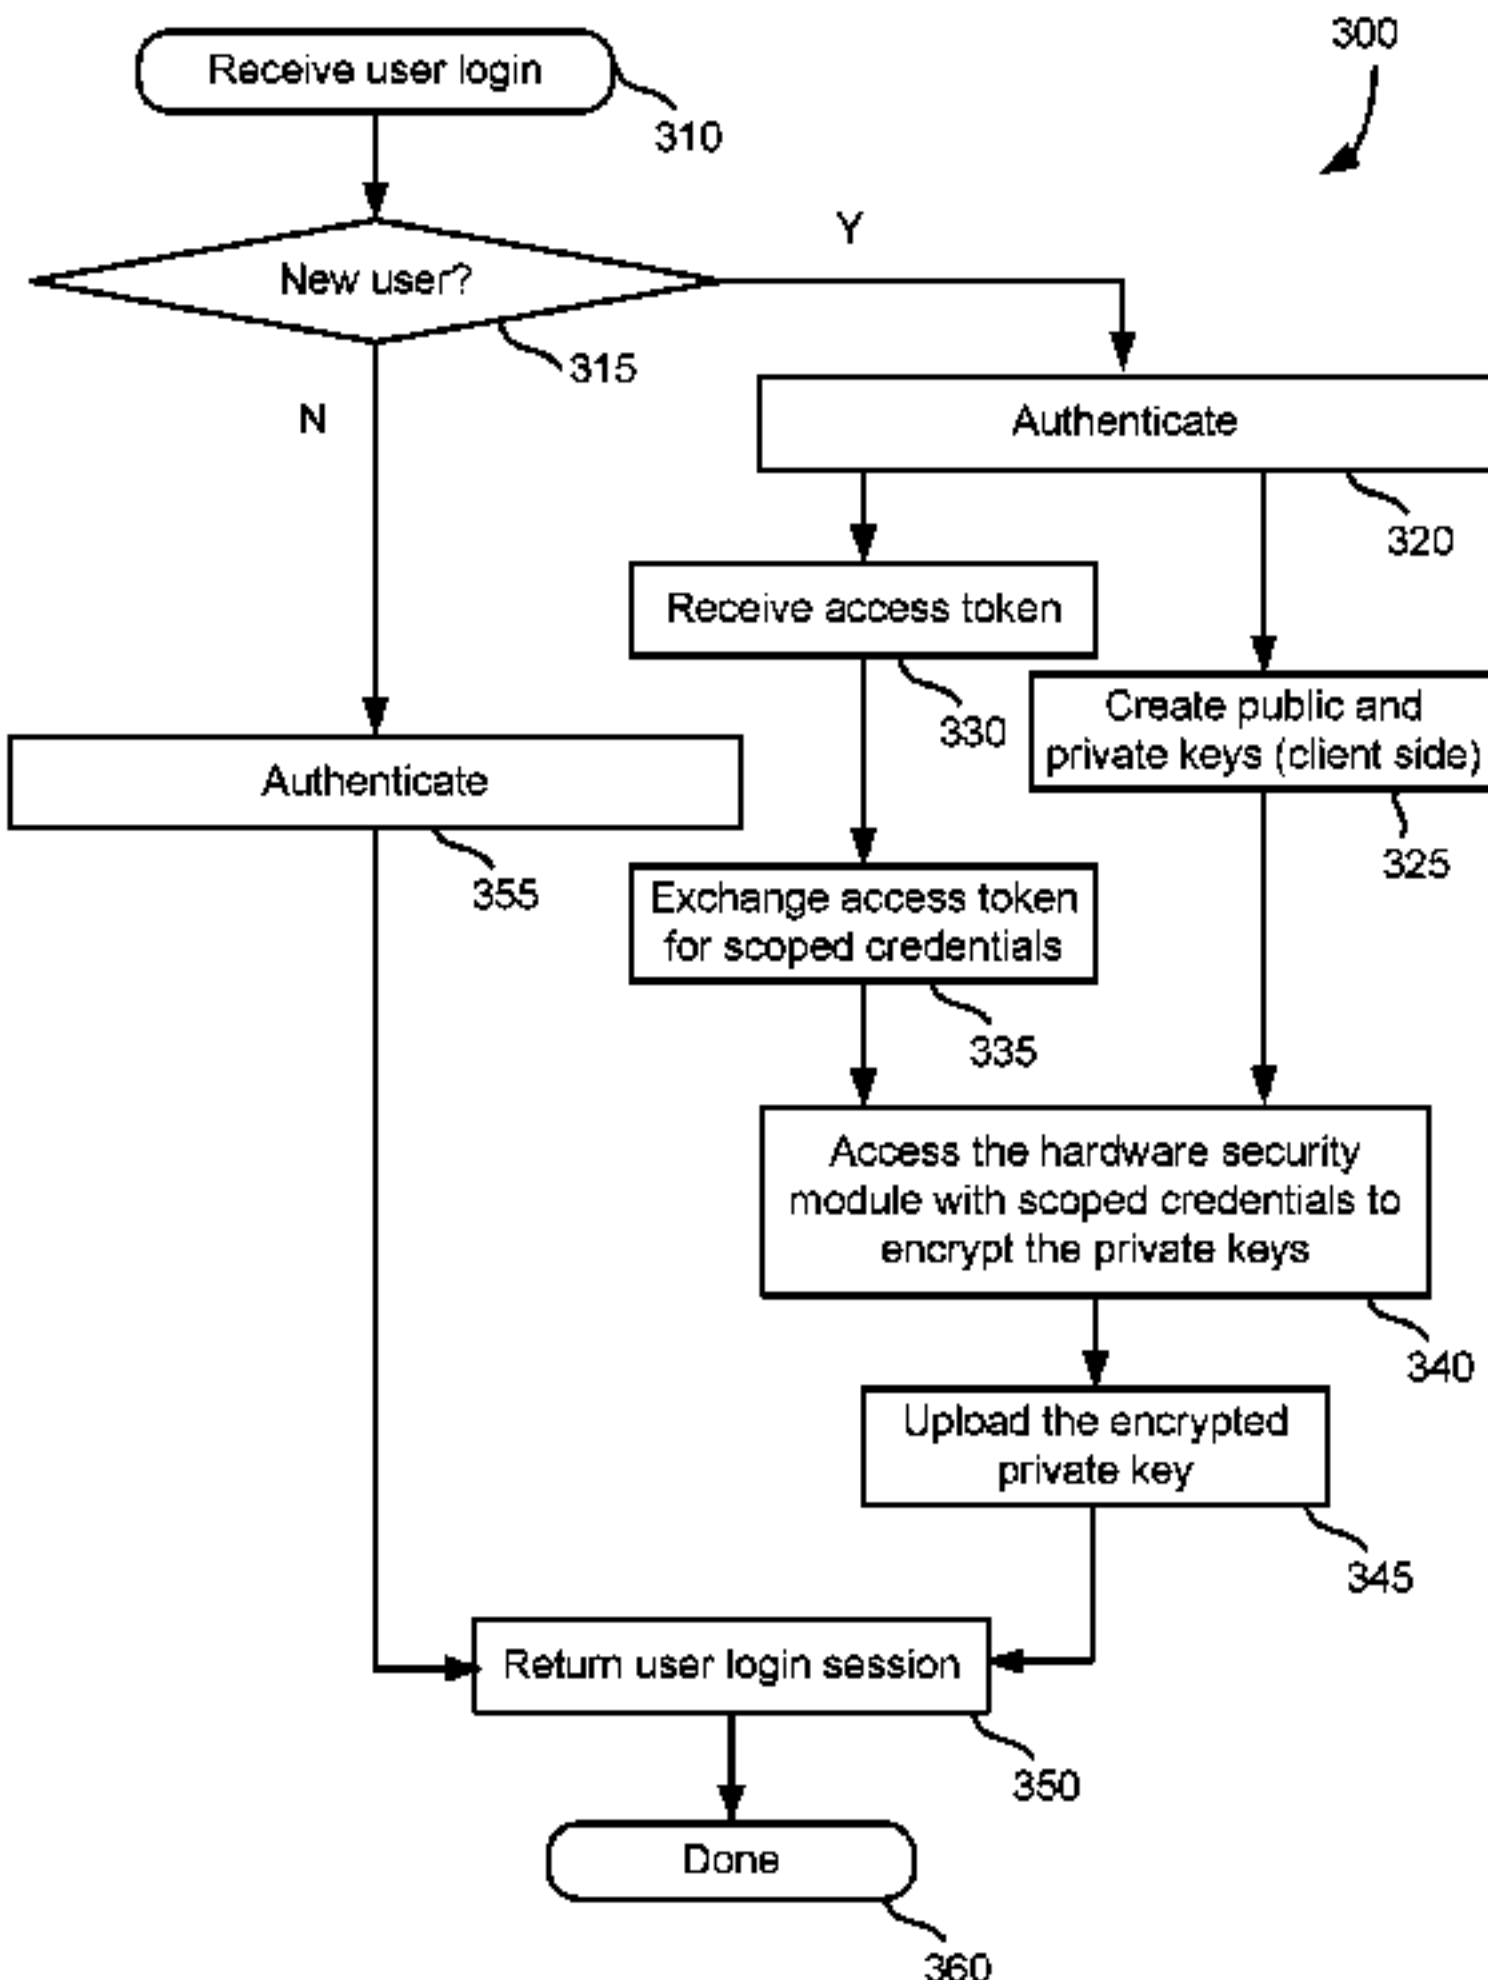 300
Receive user login
310
Y
New user?
315
N
Authenticate
320
Receive access token
330
Create public and
private keys (client side)
325
Authenticate
355
Exchange access token
for scoped credentials
335
Access the hardware security
module with scoped credentials to
encrypt the private keys
340
Upload the encrypted
private key
345
Return user login session
350
Done
360